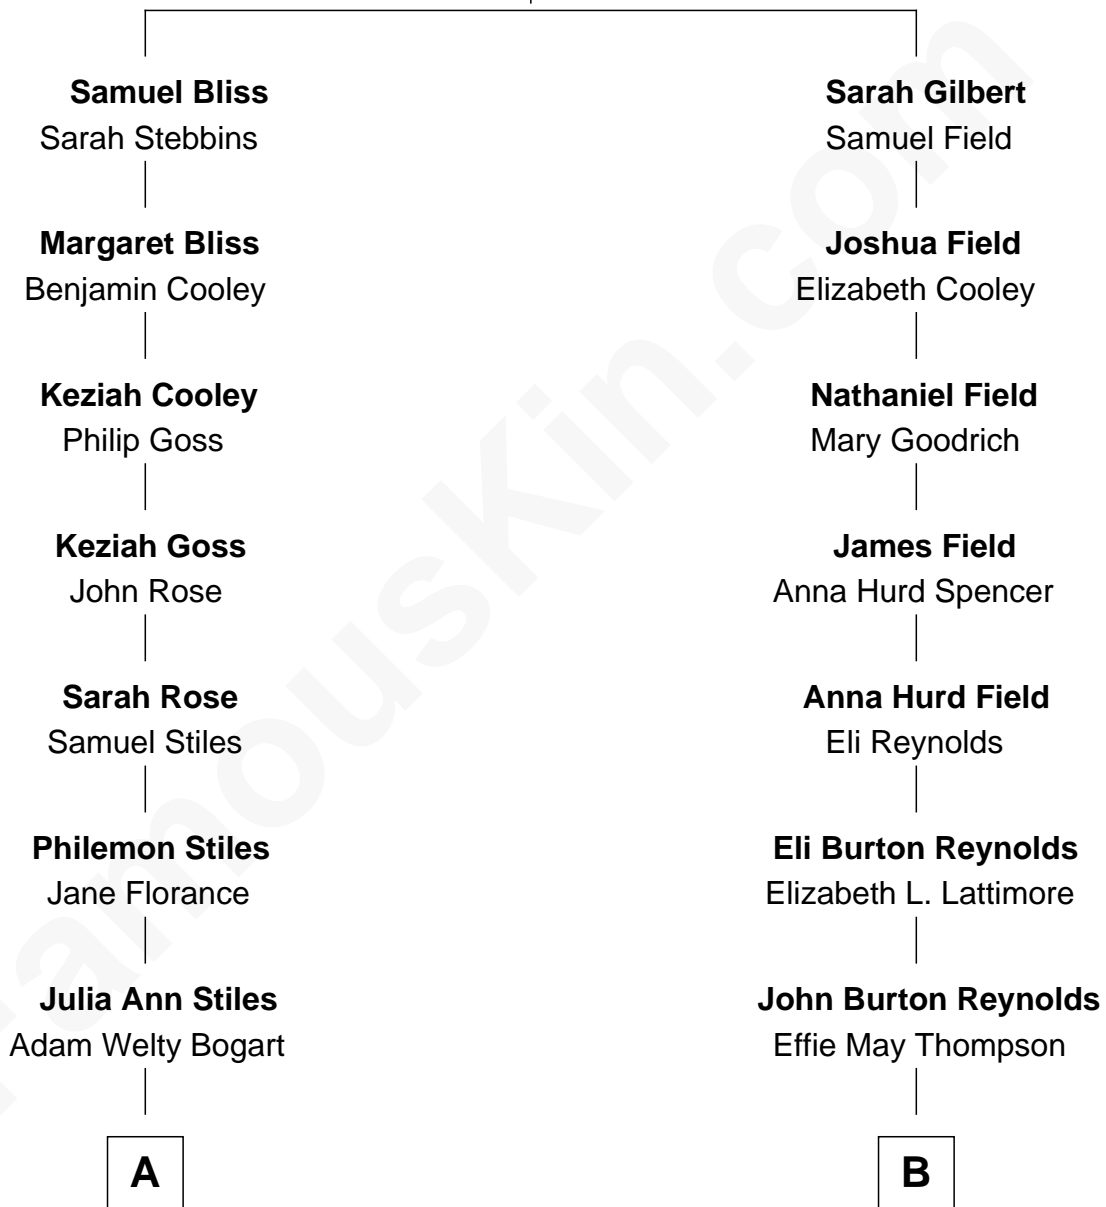 Samuel Bliss
Sarah Stebbins
Margaret Bliss
Benjamin Cooley
Keziah Cooley
Philip Goss
Keziah Goss
John Rose
Sarah Rose
Samuel Stiles
Philemon Stiles
Jane Florance
Julia Ann Stiles
Adam Welty Bogart
A
Sarah Gilbert
Samuel Field
Joshua Field
Elizabeth Cooley
Nathaniel Field
Mary Goodrich
James Field
Anna Hurd Spencer
Anna Hurd Field
Eli Reynolds
Eli Burton Reynolds
Elizabeth L. Lattimore
John Burton Reynolds
Effie May Thompson
B
FamousKin.com